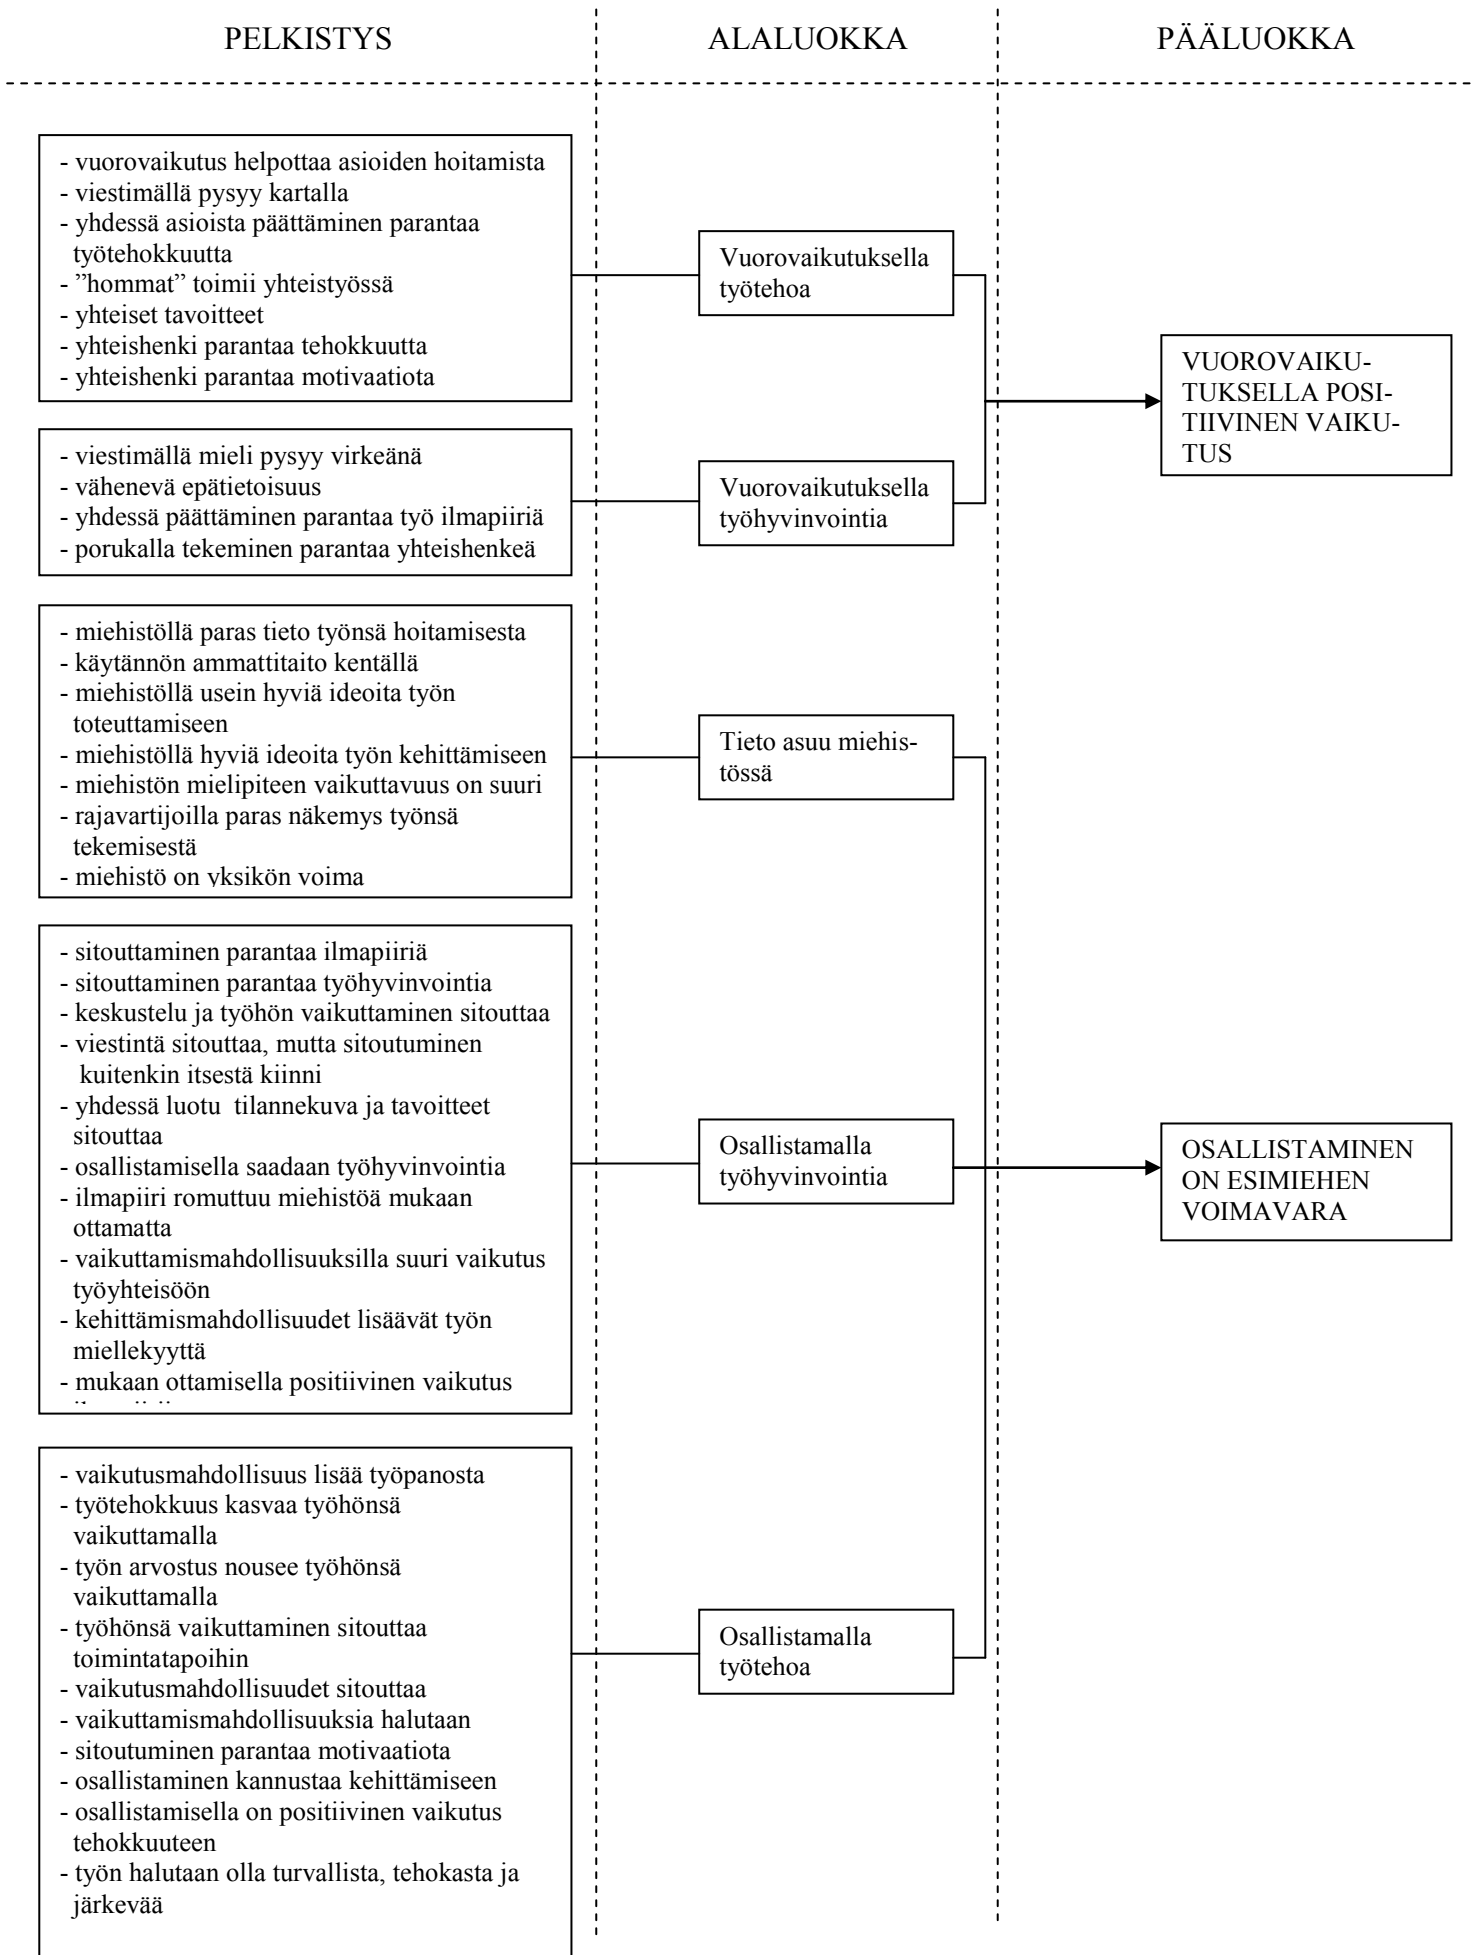 PELKISTYS
ALALUOKKA
PÄÄLUOKKA
- vuorovaikutus helpottaa asioiden hoitamista
- viestimällä pysyy kartalla
- yhdessä asioista päättäminen parantaa
työtehokkuutta
- ”hommat” toimii yhteistyössä
- yhteiset tavoitteet
- yhteishenki parantaa tehokkuutta
- yhteishenki parantaa motivaatiota
Vuorovaikutuksella
työtehoa
- viestimällä mieli pysyy virkeänä
- vähenevä epätietoisuus
- yhdessä päättäminen parantaa työ ilmapiiriä
- porukalla tekeminen parantaa yhteishenkeä
Vuorovaikutuksella
työhyvinvointia
VUOROVAIKU-
TUKSELLA POSI-
TIIVINEN VAIKU-
TUS
- miehistöllä paras tieto työnsä hoitamisesta
- käytännön ammattitaito kentällä
- miehistöllä usein hyviä ideoita työn
toteuttamiseen
- miehistöllä hyviä ideoita työn kehittämiseen
- miehistön mielipiteen vaikuttavuus on suuri
- rajavartijoilla paras näkemys työnsä
tekemisestä
- miehistö on yksikön voima
Tieto asuu miehis-
tössä
- sitouttaminen parantaa ilmapiiriä
- sitouttaminen parantaa työhyvinvointia
- keskustelu ja työhön vaikuttaminen sitouttaa
- viestintä sitouttaa, mutta sitoutuminen
kuitenkin itsestä kiinni
- yhdessä luotu tilannekuva ja tavoitteet
sitouttaa
- osallistamisella saadaan työhyvinvointia
- ilmapiiri romuttuu miehistöä mukaan
ottamatta
- vaikuttamismahdollisuuksilla suuri vaikutus
työyhteisöön
- kehittämismahdollisuudet lisäävät työn
miellekyyttä
- mukaan ottamisella positiivinen vaikutus
Osallistamalla
työhyvinvointia
OSALLISTAMINEN
ON ESIMIEHEN
VOIMAVARA
- vaikutusmahdollisuus lisää työpanosta
- työtehokkuus kasvaa työhönsä
vaikuttamalla
- työn arvostus nousee työhönsä
vaikuttamalla
- työhönsä vaikuttaminen sitouttaa
toimintatapoihin
- vaikutusmahdollisuudet sitouttaa
- vaikuttamismahdollisuuksia halutaan
- sitoutuminen parantaa motivaatiota
- osallistaminen kannustaa kehittämiseen
- osallistamisella on positiivinen vaikutus
tehokkuuteen
- työn halutaan olla turvallista, tehokasta ja
järkevää
Osallistamalla
työtehoa